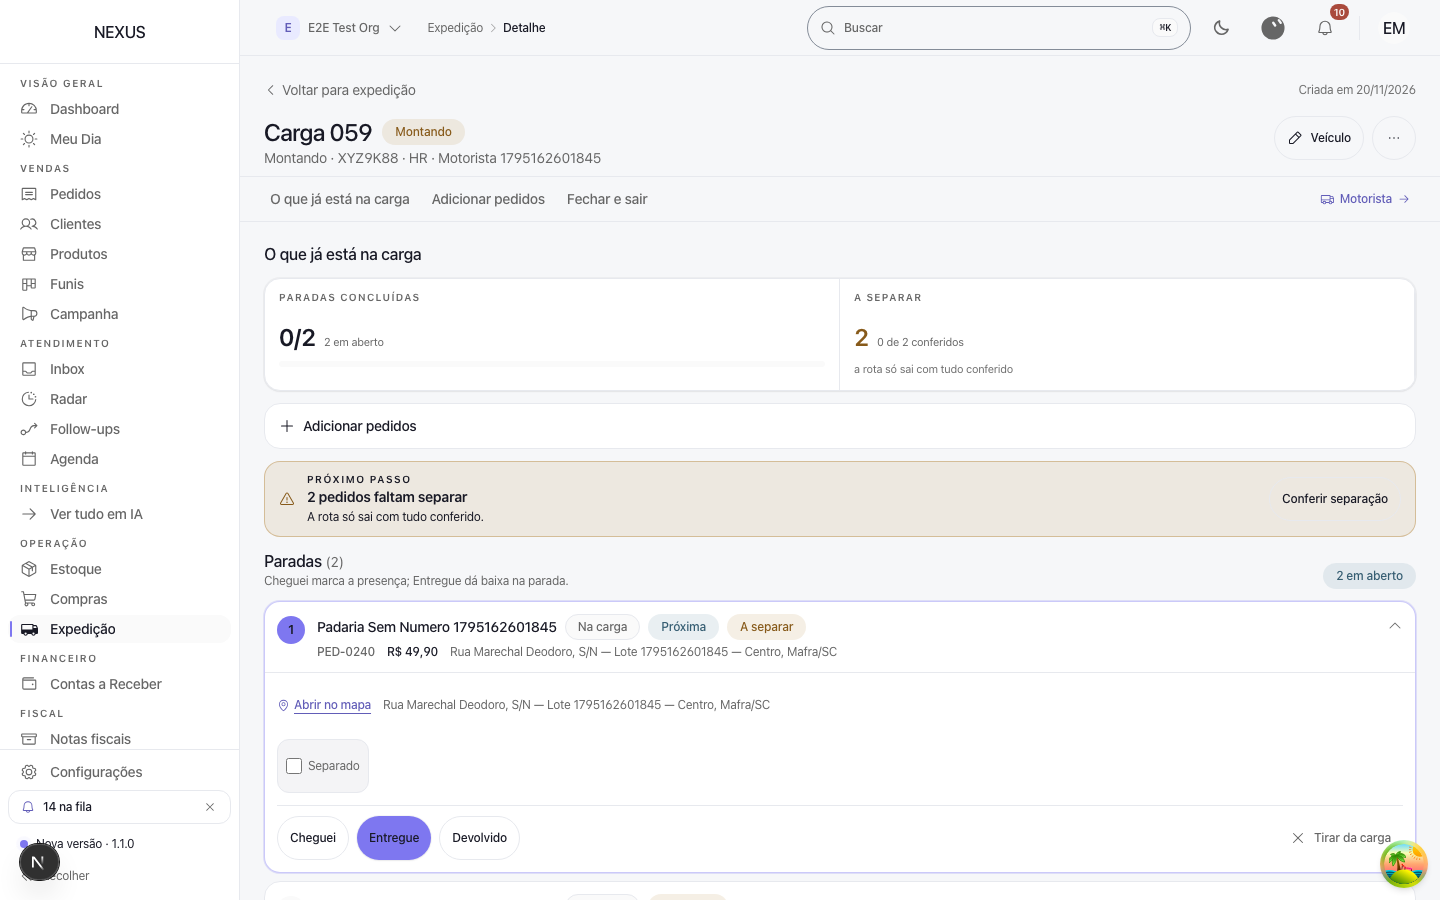 NEXUS
VISÃO GERAL
Dashboard
Meu Dia
VENDAS
Pedidos
Clientes
Produtos
Funis
Campanha
ATENDIMENTO
Inbox
Radar
Follow-ups
Agenda
INTELIGÊNCIA
Ver tudo em IA
OPERAÇÃO
Estoque
Compras
Expedição
FINANCEIRO
Contas a Receber
FISCAL
Notas fiscais
Configurações
14 na fila
Nova versão · 1.1.0
N
E E2E Test Org
Expedição > Detalhe
Buscar ⌘K
10
EM
Voltar para expedição
Criada em 20/11/2026
Carga 059 Montando
Montando · XYZ9K88 · HR · Motorista 1795162601845
Veículo
···
O que já está na carga Adicionar pedidos Fechar e sair
Motorista →
O que já está na carga
PARADAS CONCLUÍDAS
0/2 2 em aberto
A SEPARAR
2 0 de 2 conferidos
a rota só sai com tudo conferido
+ Adicionar pedidos
PRÓXIMO PASSO
2 pedidos faltam separar
A rota só sai com tudo conferido.
Conferir separação
Paradas (2)
Cheguei marca a presença; Entregue dá baixa na parada.
2 em aberto
1 Padaria Sem Numero 1795162601845 Na carga Próxima A separar
PED-0240 R$ 49,90 Rua Marechal Deodoro, S/N — Lote 1795162601845 — Centro, Mafra/SC
Abrir no mapa Rua Marechal Deodoro, S/N — Lote 1795162601845 — Centro, Mafra/SC
Separado
Cheguei Entregue Devolvido
Tirar da carga